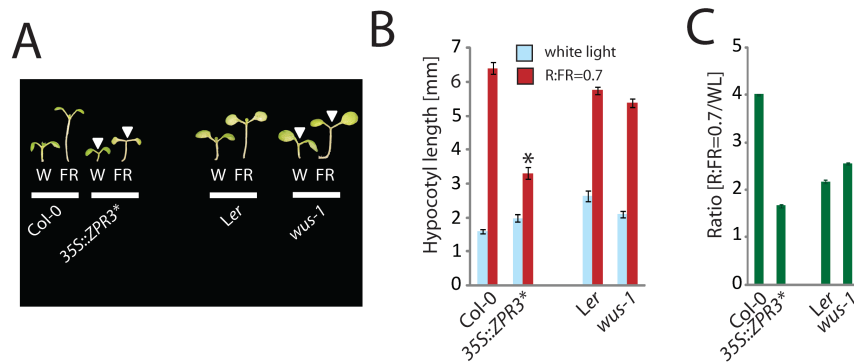 A
W FR W FR W FR W FR
Col-0
35S::ZPR3*
Ler
wus-1
B
Hypocotyl length [mm]
7
6
5
4
3
2
1
0
white light
R:FR=0.7
*
Col-0
35S::ZPR3*
Ler
wus-1
C
Ratio [R:FR=0.7/WL]
5
4
3
2
1
0
Col-0
35S::ZPR3*
Ler
wus-1